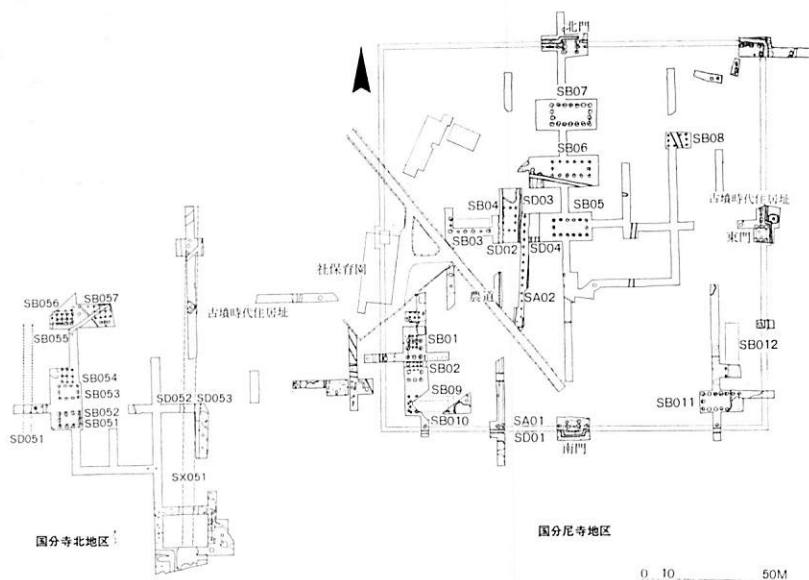 北門
SB07
SB06
SB08
SB04
SD03
SB05
古墳時代住居址
東門
SB03
SD02
SD04
社保育園
農道
SA02
SB056
SB057
古墳時代住居址
SB055
SB01
SB02
SB012
SB054
SB053
SD052
SD053
SB09
SB052
SB051
SD051
SB010
SA01
SD01
SB011
南門
SX051
国分寺北地区
国分尼寺地区
0 10 50M